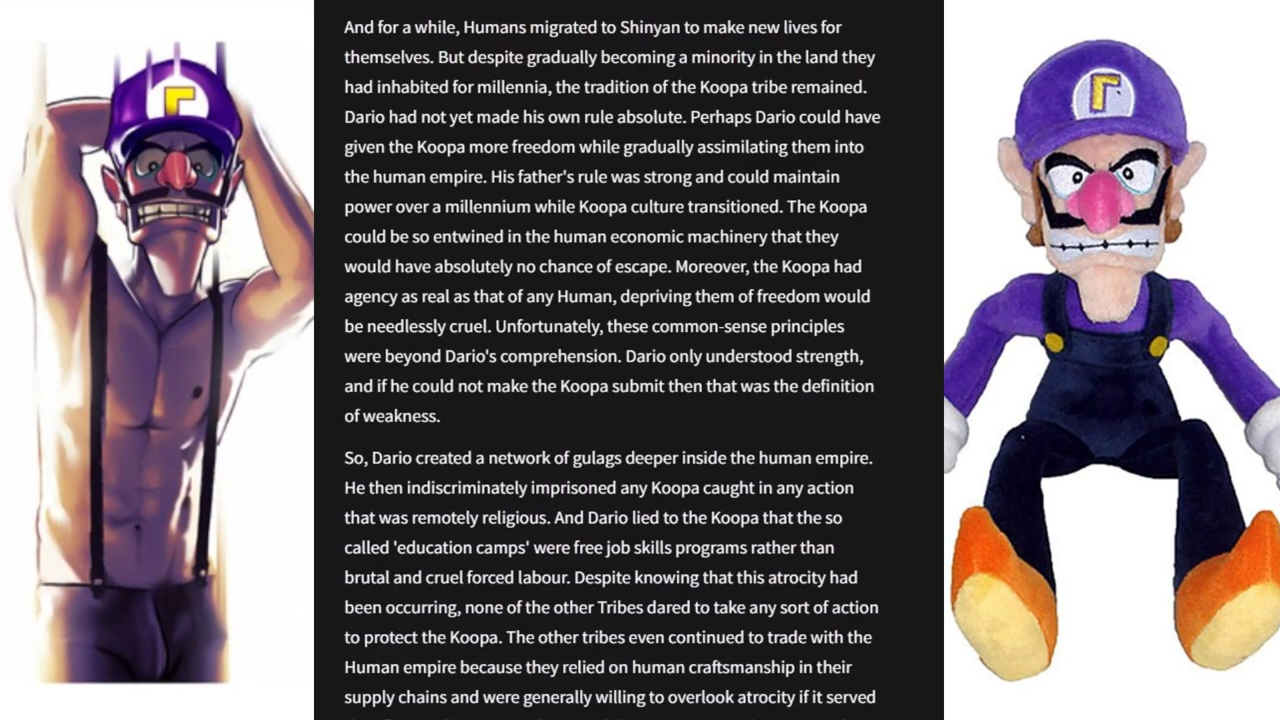 And for a while, Humans migrated to Shinyan to make new lives for
themselves. But despite gradually becoming a minority in the land they
had inhabited for millennia, the tradition of the Koopa tribe remained.
Dario had not yet made his own rule absolute. Perhaps Dario could have
given the Koopa more freedom while gradually assimilating them into
the human empire. His father's rule was strong and could maintain
power over a millennium while Koopa culture transitioned. The Koopa
could be so entwined in the human economic machinery that they
would have absolutely no chance of escape. Moreover, the Koopa had
agency as real as that of any Human, depriving them of freedom would
be needlessly cruel. Unfortunately, these common-sense principles
were beyond Dario's comprehension. Dario only understood strength,
and if he could not make the Koopa submit then that was the definition
of weakness.
So, Dario created a network of gulags deeper inside the human empire.
He then indiscriminately imprisoned any Koopa caught in any action
that was remotely religious. And Dario lied to the Koopa that the so
called 'education camps' were free job skills programs rather than
brutal and cruel forced labour. Despite knowing that this atrocity had
been occurring, none of the other Tribes dared to take any sort of action
to protect the Koopa. The other tribes even continued to trade with the
Human empire because they relied on human craftsmanship in their
supply chains and were generally willing to overlook atrocity if it served